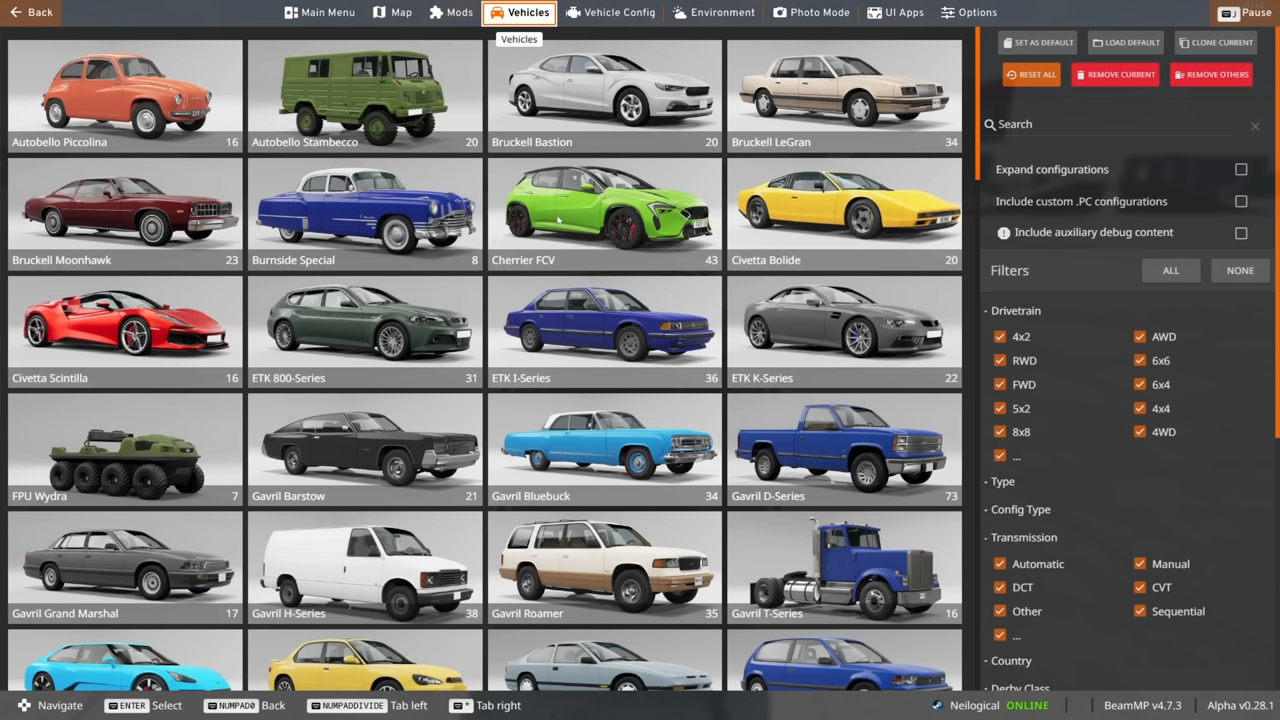 Back
Main Menu
Map
Mods
Vehicles
Vehicle Config
Environment
Photo Mode
UI Apps
Options
Pause
Vehicles
SET AS DEFAULT
LOAD DEFAULT
CLONE CURRENT
RESET ALL
REMOVE CURRENT
REMOVE OTHERS
Search
Expand configurations
Include custom .PC configurations
Include auxiliary debug content
Filters
ALL
NONE
Drivetrain
4x2
AWD
RWD
6x6
FWD
6x4
5x2
4x4
8x8
4WD
...
Type
Config Type
Transmission
Automatic
Manual
DCT
CVT
Other
Sequential
...
Country
Derby Class
Autobello Piccolina 16
Autobello Stambecco 20
Bruckell Bastion 20
Bruckell LeGran 34
Bruckell Moonhawk 23
Burnside Special 8
Cherrier FCV 43
Civetta Bolide 20
Civetta Scintilla 16
ETK 800-Series 31
ETK I-Series 36
ETK K-Series 22
FPU Wydra 7
Gavril Barstow 21
Gavril Bluebuck 34
Gavril D-Series 73
Gavril Grand Marshal 17
Gavril H-Series 38
Gavril Roamer 35
Gavril T-Series 16
Navigate
ENTER Select
NUMPAD0 Back
NUMPADDIVIDE Tab left
* Tab right
Neilogical ONLINE
BeamMP v4.7.3
Alpha v0.28.1